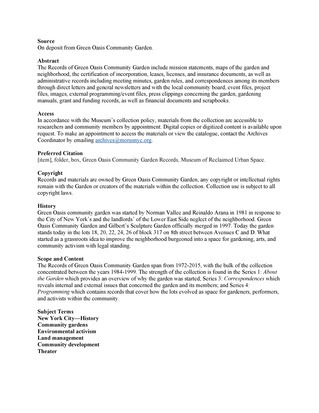 Source
On deposit from Green Oasis Community Garden.
Abstract
The Records of Green Oasis Community Garden include mission statements, maps of the garden and
neighborhood, the certification of incorporation, leases, licenses, and insurance documents, as well as
administrative records including meeting minutes, garden rules, and correspondences among its members
through direct letters and general newsletters and with the local community board, event files, project
files, images, external programming/event files, press clippings concerning the garden, gardening
manuals, grant and funding records, as well as financial documents and scrapbooks.
Access
In accordance with the Museum's collection policy, materials from the collection are accessible to
researchers and community members by appointment. Digital copies or digitized content is available upon
request. To make an appointment to access the materials or view the catalogue, contact the Archives
Coordinator by emailing archives@morusnyc.org.
Preferred Citation
[item], folder, box, Green Oasis Community Garden Records. Museum of Reclaimed Urban Space.
Copyright
Records and materials are owned by Green Oasis Community Garden, any copyright or intellectual rights
remain with the Garden or creators of the materials within the collection. Collection use is subject to all
copyright laws.
History
Green Oasis community garden was started by Norman Vallee and Reinaldo Arana in 1981 in response to
the City of New York's and the landlords' of the Lower East Side neglect of the neighborhood. Green
Oasis Community Garden and Gilbert's Sculpture Garden officially merged in 1997. Today the garden
stands today in the lots 18, 20, 22, 24, 26 of block 317 on 8th street between Avenues C and D. What
started as a grassroots idea to improve the neighborhood burgeoned into a space for gardening, arts, and
community activism with legal standing.
Scope and Content
The Records of Green Oasis Community Garden span from 1972-2015, with the bulk of the collection
concentrated between the years 1984-1999. The strength of the collection is found in the Series 1: About
the Garden which provides an overview of why the garden was started, Series 3: Correspondences which
reveals internal and external issues that concerned the garden and its members; and Series 4:
Programming which contains records that cover how the lots evolved as space for gardeners, performers,
and activists within the community.
Subject Terms
New York City—History
Community gardens
Environmental activism
Land management
Community development
Theater